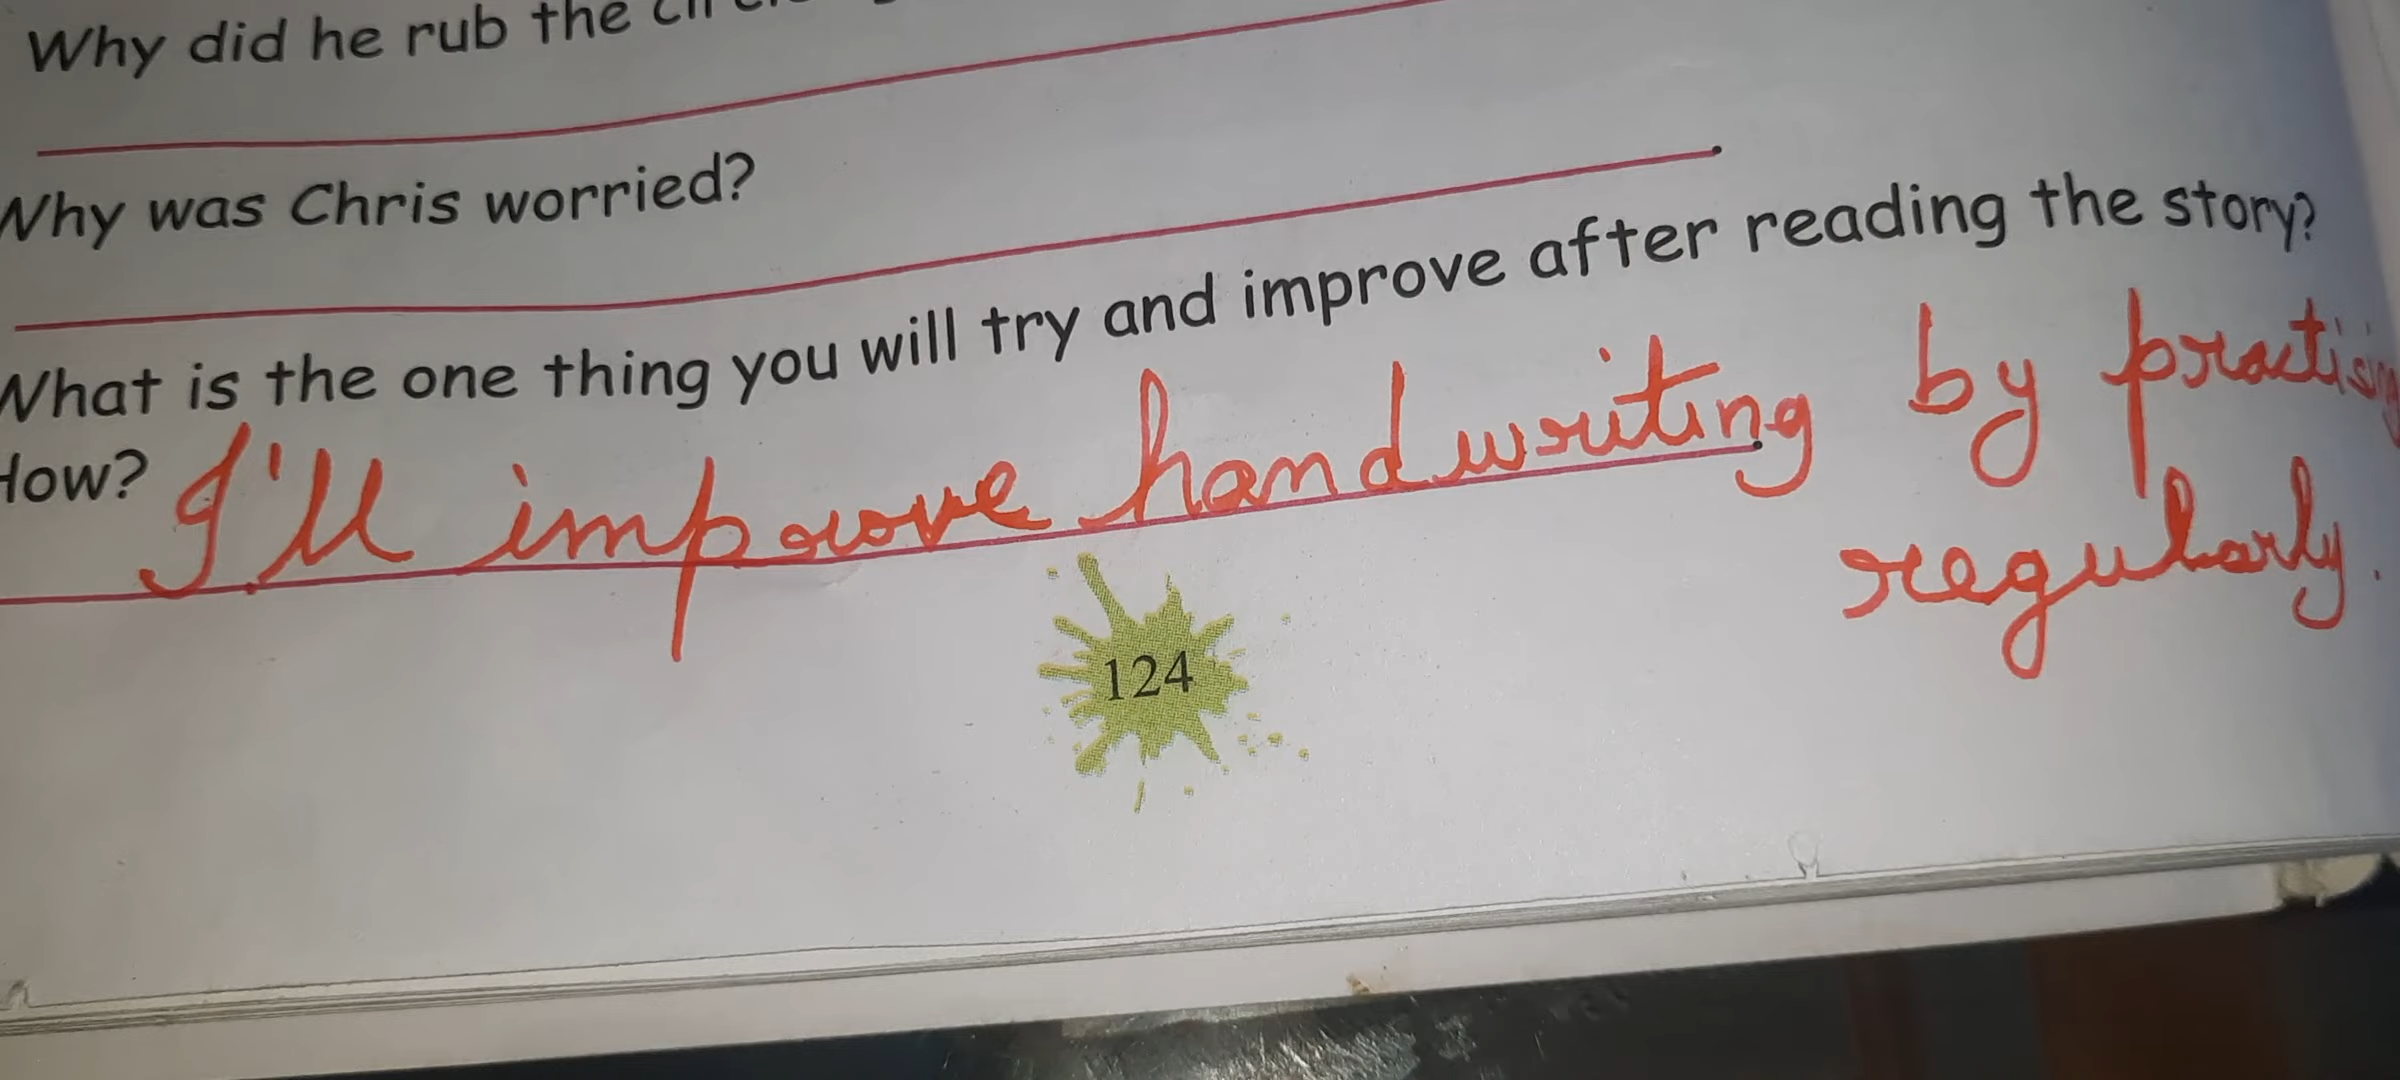 Why did he rub the
Why was Chris worried?
What is the one thing you will try and improve after reading the story?
How? I'll improve handwriting by practising
regularly.
124